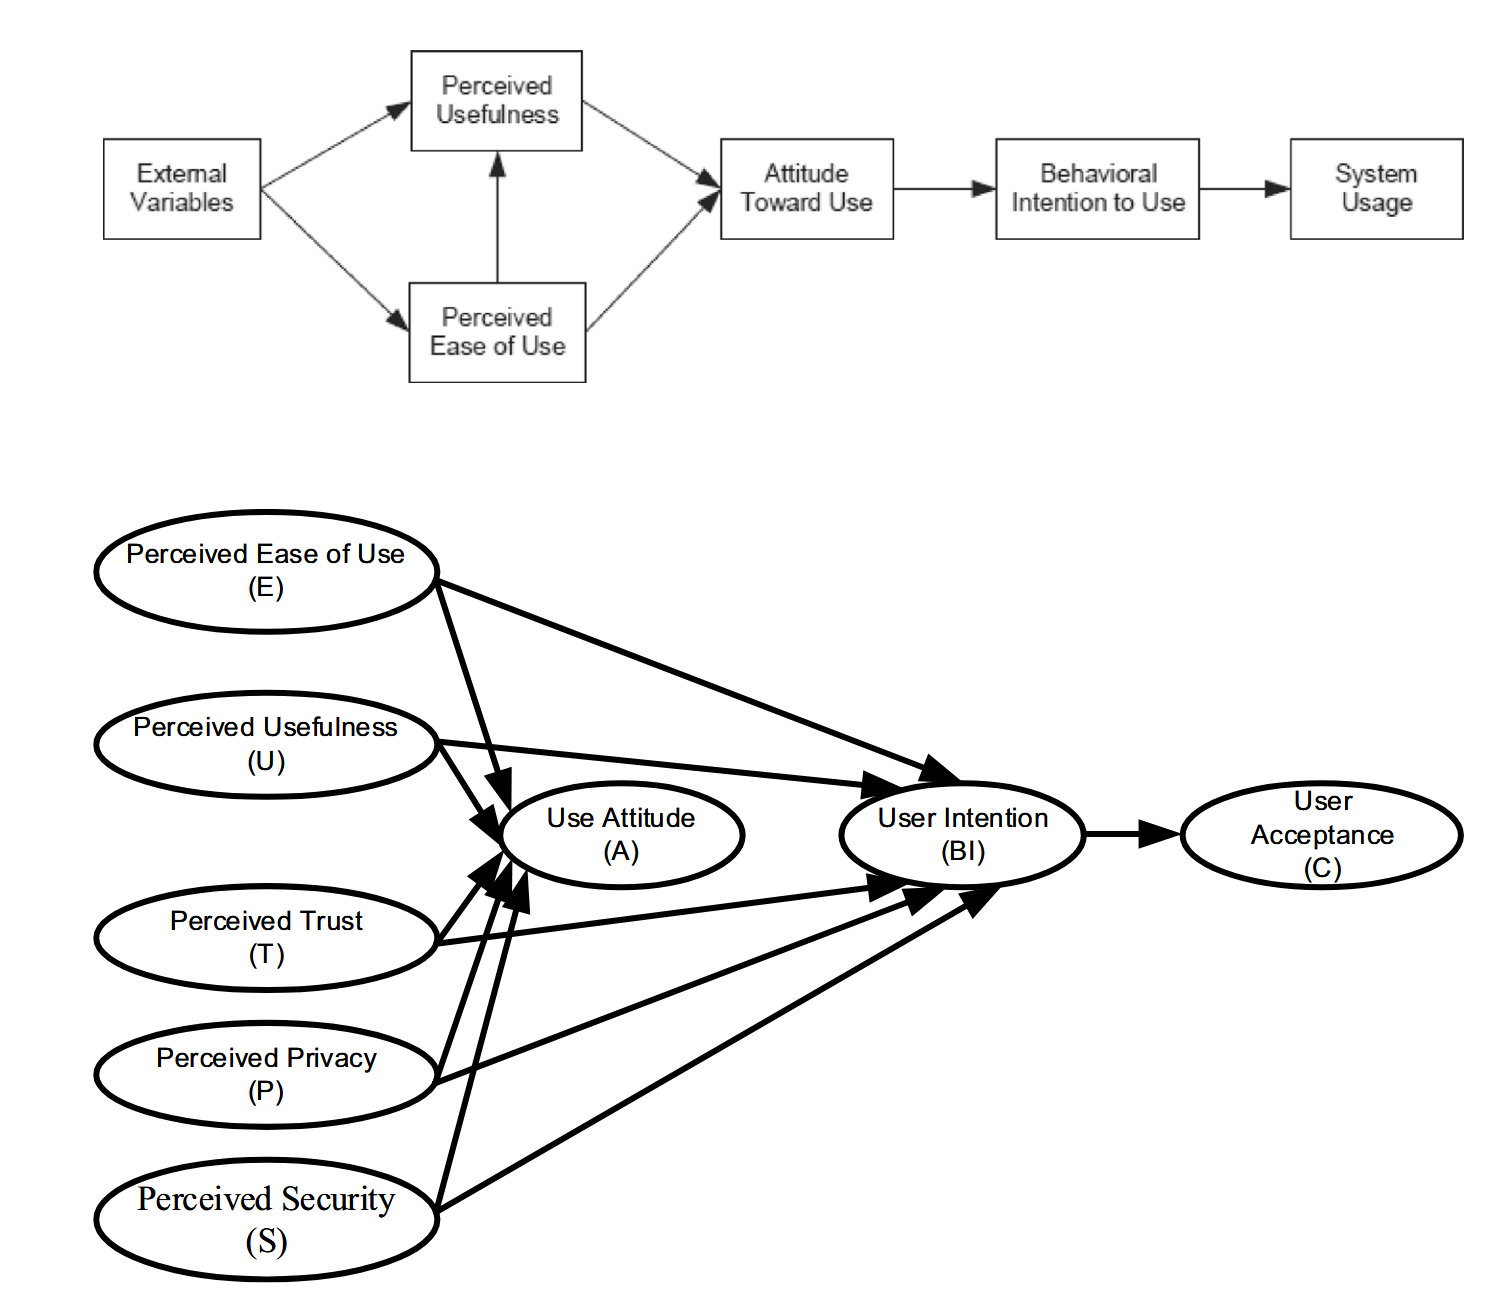 Perceived
Usefulness
External
Variables
Attitude
Toward Use
Behavioral
Intention to Use
System
Usage
Perceived
Ease of Use
Perceived Ease of Use
(E)
Perceived Usefulness
(U)
Use Attitude
(A)
User Intention
(BI)
User
Acceptance
(C)
Perceived Trust
(T)
Perceived Privacy
(P)
Perceived Security
(S)